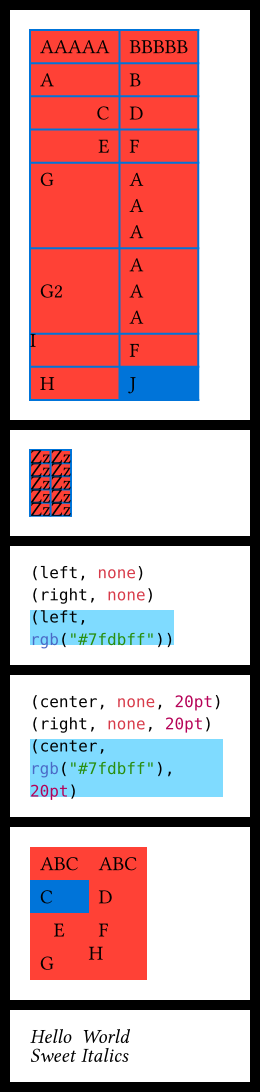 AAAAA BBBBB
A B
C D
E F
G A
A
A
A
G2 A
A
I F
H J
Zz Zz
Zz Zz
Zz Zz
Zz Zz
Zz Zz
(left, none)
(right, none)
(left,
rgb("#7fdbff"))
(center, none, 20pt)
(right, none, 20pt)
(center,
rgb("#7fdbff"),
20pt)
ABC ABC
C D
E F
G H
Hello World
Sweet Italics